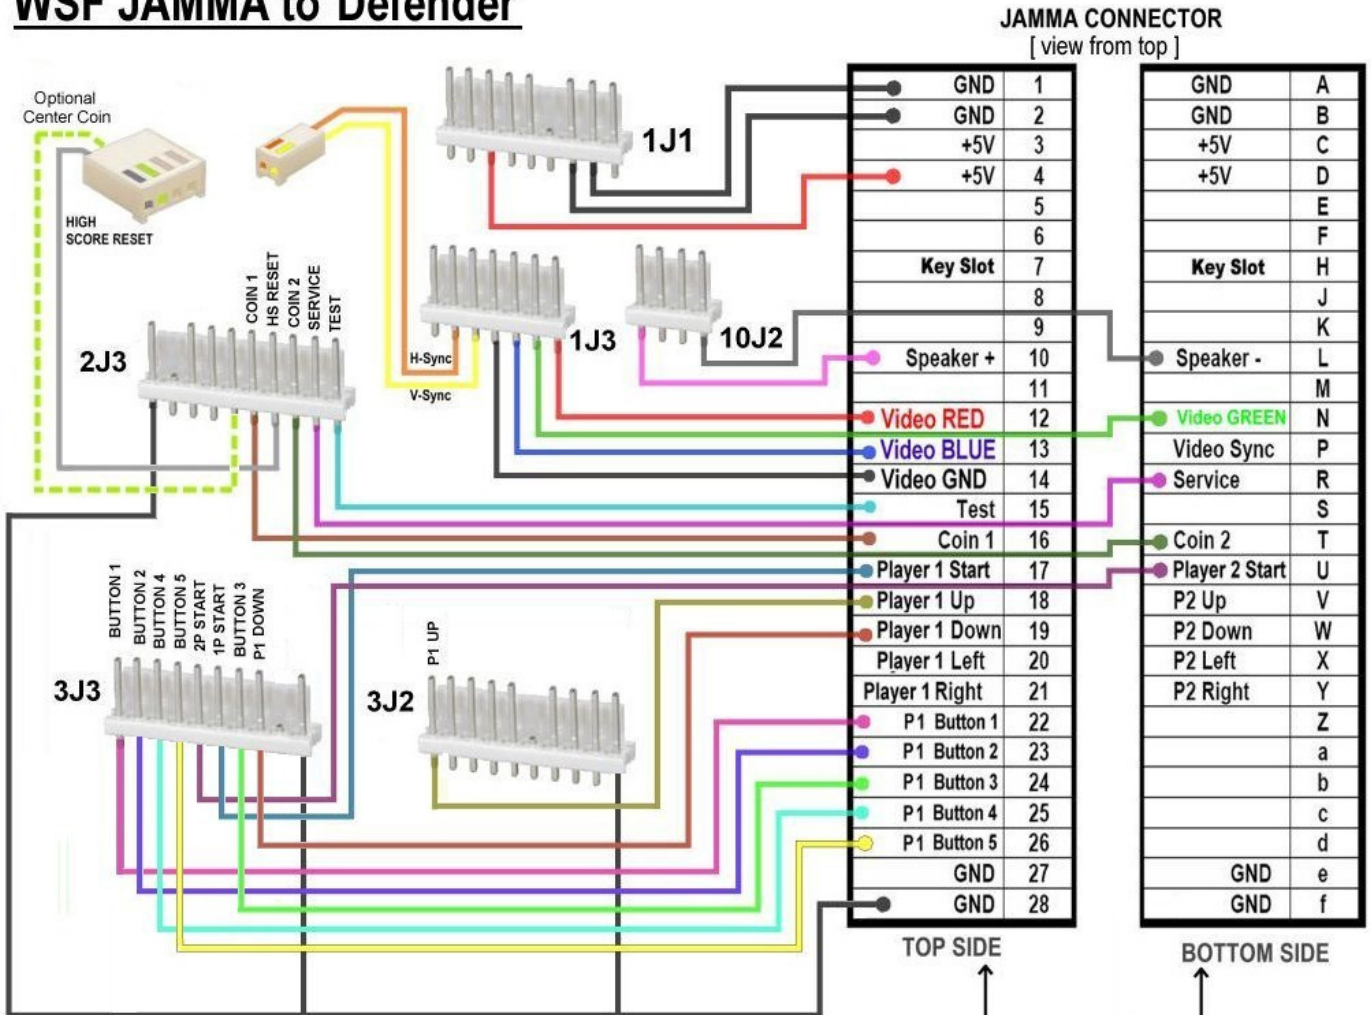 WSF JAMMA to Defender
JAMMA CONNECTOR
[ view from top ]
Optional
Center Coin
HIGH
SCORE RESET
1J1
COIN 1
HS RESET
COIN 2
SERVICE
TEST
2J3
H-Sync
V-Sync
1J3
10J2
BUTTON 1
BUTTON 2
BUTTON 4
BUTTON 5
2P START
1P START
BUTTON 3
P1 DOWN
3J3
P1 UP
3J2
GND 1 GND A
GND 2 GND B
+5V 3 +5V C
+5V 4 +5V D
5 E
6 F
Key Slot 7 Key Slot H
8 J
9 K
Speaker + 10 Speaker - L
11 M
Video RED 12 Video GREEN N
Video BLUE 13 Video Sync P
Video GND 14 Service R
Test 15 S
Coin 1 16 Coin 2 T
Player 1 Start 17 Player 2 Start U
Player 1 Up 18 P2 Up V
Player 1 Down 19 P2 Down W
Player 1 Left 20 P2 Left X
Player 1 Right 21 P2 Right Y
P1 Button 1 22 Z
P1 Button 2 23 a
P1 Button 3 24 b
P1 Button 4 25 c
P1 Button 5 26 d
GND 27 GND e
GND 28 GND f
TOP SIDE
BOTTOM SIDE